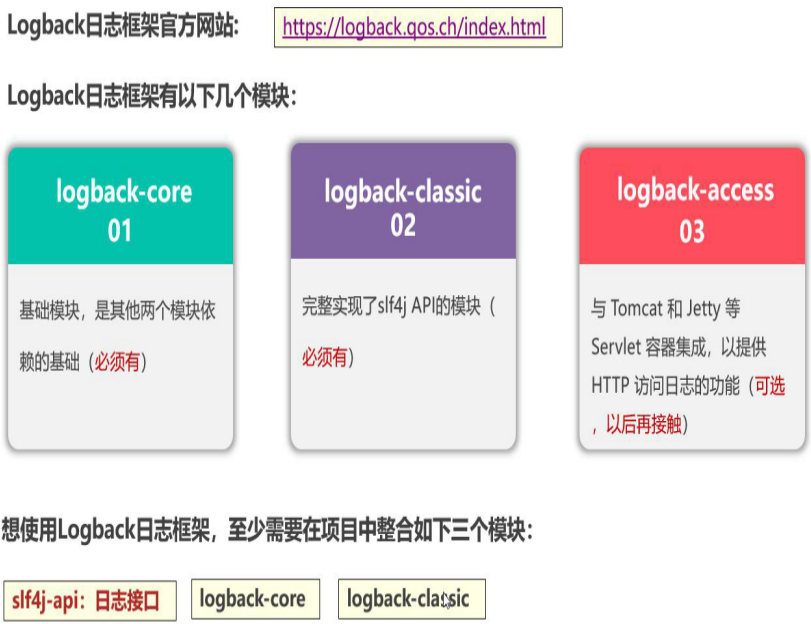 Logback日志框架官方网站:
https://logback.qos.ch/index.html
Logback日志框架有以下几个模块：
logback-core
01
基础模块，是其他两个模块依
赖的基础（必须有）
logback-classic
02
完整实现了slf4j API的模块（
必须有）
logback-access
03
与 Tomcat 和 Jetty 等
Servlet 容器集成，以提供
HTTP 访问日志的功能（可选
，以后再接触）
想使用Logback日志框架，至少需要在项目中整合如下三个模块：
slf4j-api：日志接口
logback-core
logback-classic